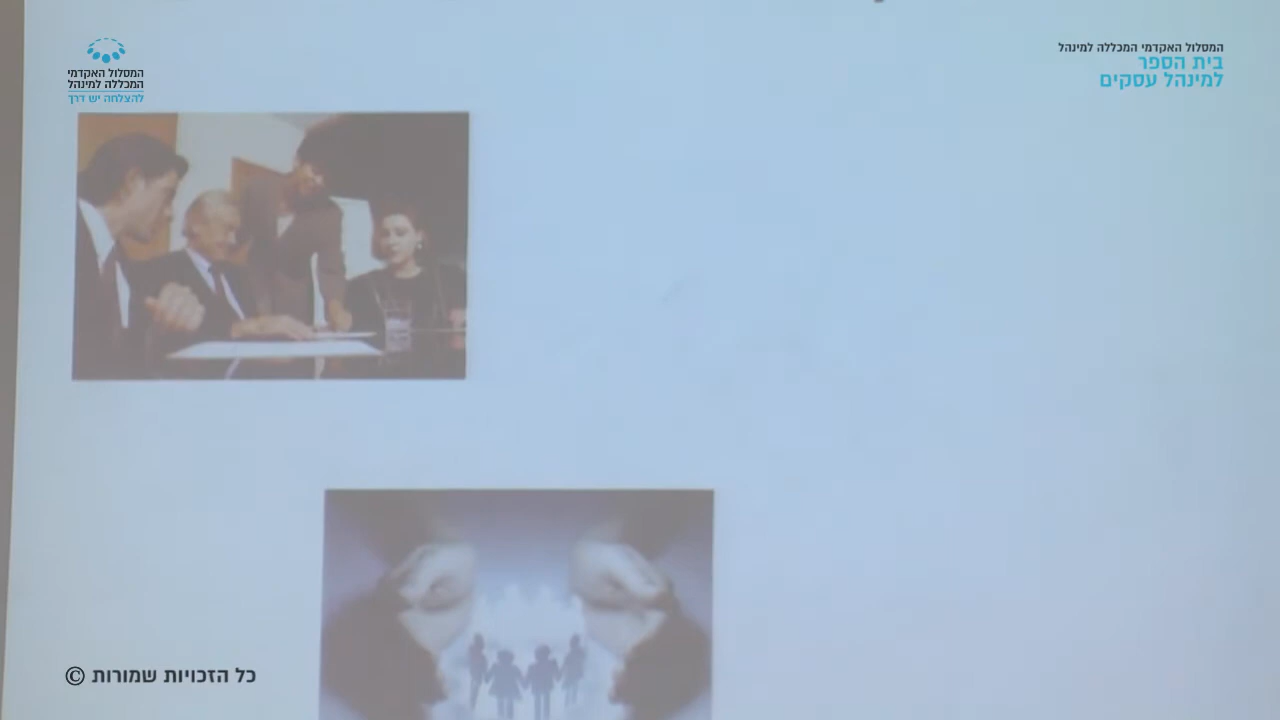 המסלול האקדמי המכללה למינהל
בית הספר
למינהל עסקים
המסלול האקדמי
המכללה למינהל
להצלחה יש דרך
כל הזכויות שמורות ©